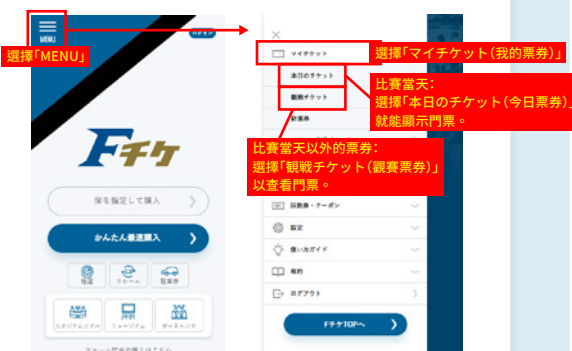 MENU
ログイン
選擇「MENU」
Fチケ
席を指定して購入
かんたん最速購入
リセール
駐車券
スタジアムツアー
ミュージアム
マイチケット
選擇「マイチケット(我的票券)」
本日のチケット
比賽當天:
選擇「本日のチケット(今日票券)」
就能顯示門票。
観戦チケット
駐車券
比賽當天以外的票券:
選擇「観戦チケット(觀賽票券)」
以查看門票。
回数券・クーポン
設定
使い方ガイド
規約
ログアウト
FチケTOPへ